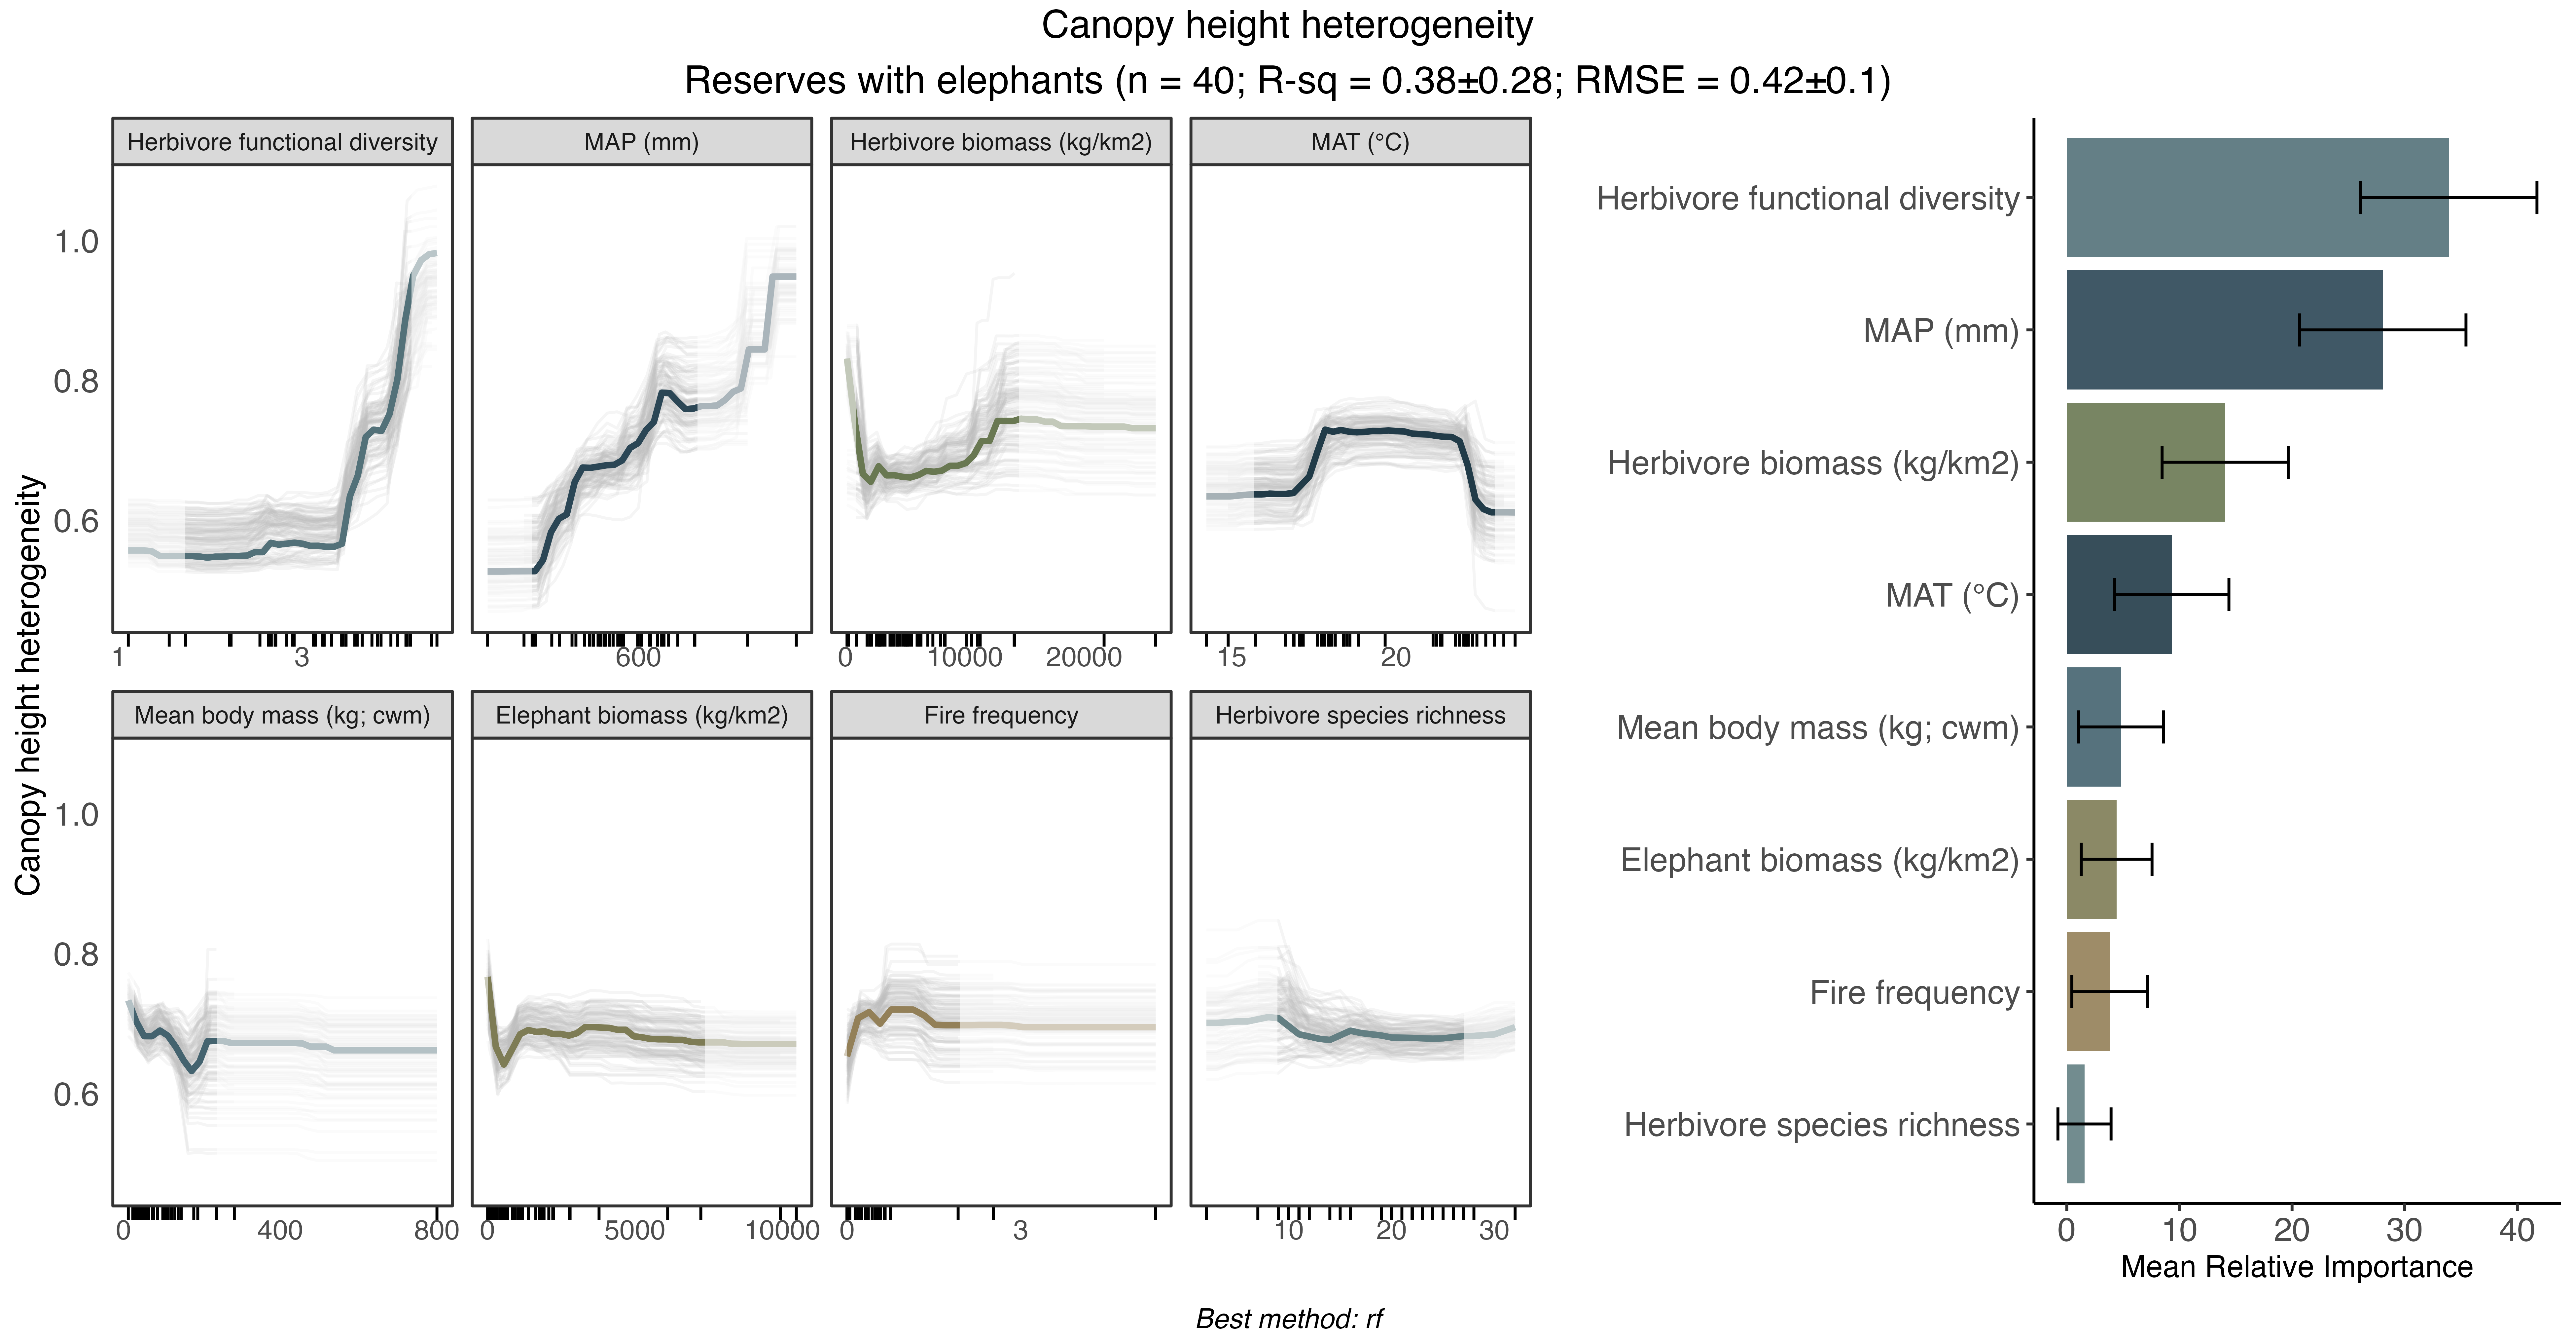 Canopy height heterogeneity
Reserves with elephants (n = 40; R-sq = 0.38±0.28; RMSE = 0.42±0.1)
Canopy height heterogeneity
Herbivore functional diversity
MAP (mm)
Herbivore biomass (kg/km2)
MAT (°C)
1.0
0.8
0.6
1 3
600
0 10000 20000
15 20
Mean body mass (kg; cwm)
Elephant biomass (kg/km2)
Fire frequency
Herbivore species richness
1.0
0.8
0.6
0 400 800
0 5000 10000
0 3
10 20 30
Herbivore functional diversity
MAP (mm)
Herbivore biomass (kg/km2)
MAT (°C)
Mean body mass (kg; cwm)
Elephant biomass (kg/km2)
Fire frequency
Herbivore species richness
0 10 20 30 40
Mean Relative Importance
Best method: rf